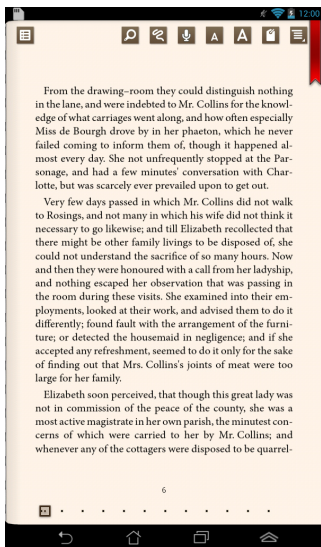 12:00
A A
From the drawing–room they could distinguish nothing
in the lane, and were indebted to Mr. Collins for the knowl-
edge of what carriages went along, and how often especially
Miss de Bourgh drove by in her phaeton, which he never
failed coming to inform them of, though it happened al-
most every day. She not unfrequently stopped at the Par-
sonage, and had a few minutes' conversation with Char-
lotte, but was scarcely ever prevailed upon to get out.
Very few days passed in which Mr. Collins did not walk
to Rosings, and not many in which his wife did not think it
necessary to go likewise; and till Elizabeth recollected that
there might be other family livings to be disposed of, she
could not understand the sacrifice of so many hours. Now
and then they were honoured with a call from her ladyship,
and nothing escaped her observation that was passing in
the room during these visits. She examined into their em-
ployments, looked at their work, and advised them to do it
differently; found fault with the arrangement of the furni-
ture; or detected the housemaid in negligence; and if she
accepted any refreshment, seemed to do it only for the sake
of finding out that Mrs. Collins's joints of meat were too
large for her family.
Elizabeth soon perceived, that though this great lady was
not in commission of the peace of the county, she was a
most active magistrate in her own parish, the minutest con-
cerns of which were carried to her by Mr. Collins; and
whenever any of the cottagers were disposed to be quarrel-
6